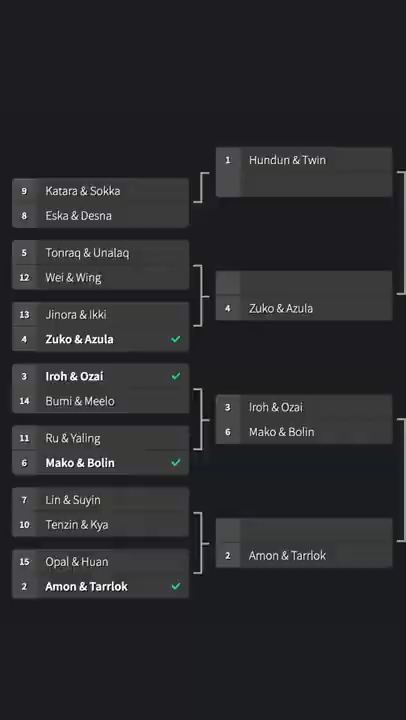 9 Katara & Sokka
8 Eska & Desna
5 Tonraq & Unalaq
12 Wei & Wing
13 Jinora & Ikki
4 Zuko & Azula
3 Iroh & Ozai
14 Bumi & Meelo
11 Ru & Yaling
6 Mako & Bolin
7 Lin & Suyin
10 Tenzin & Kya
15 Opal & Huan
2 Amon & Tarrlok
1 Hundun & Twin
4 Zuko & Azula
3 Iroh & Ozai
6 Mako & Bolin
2 Amon & Tarrlok